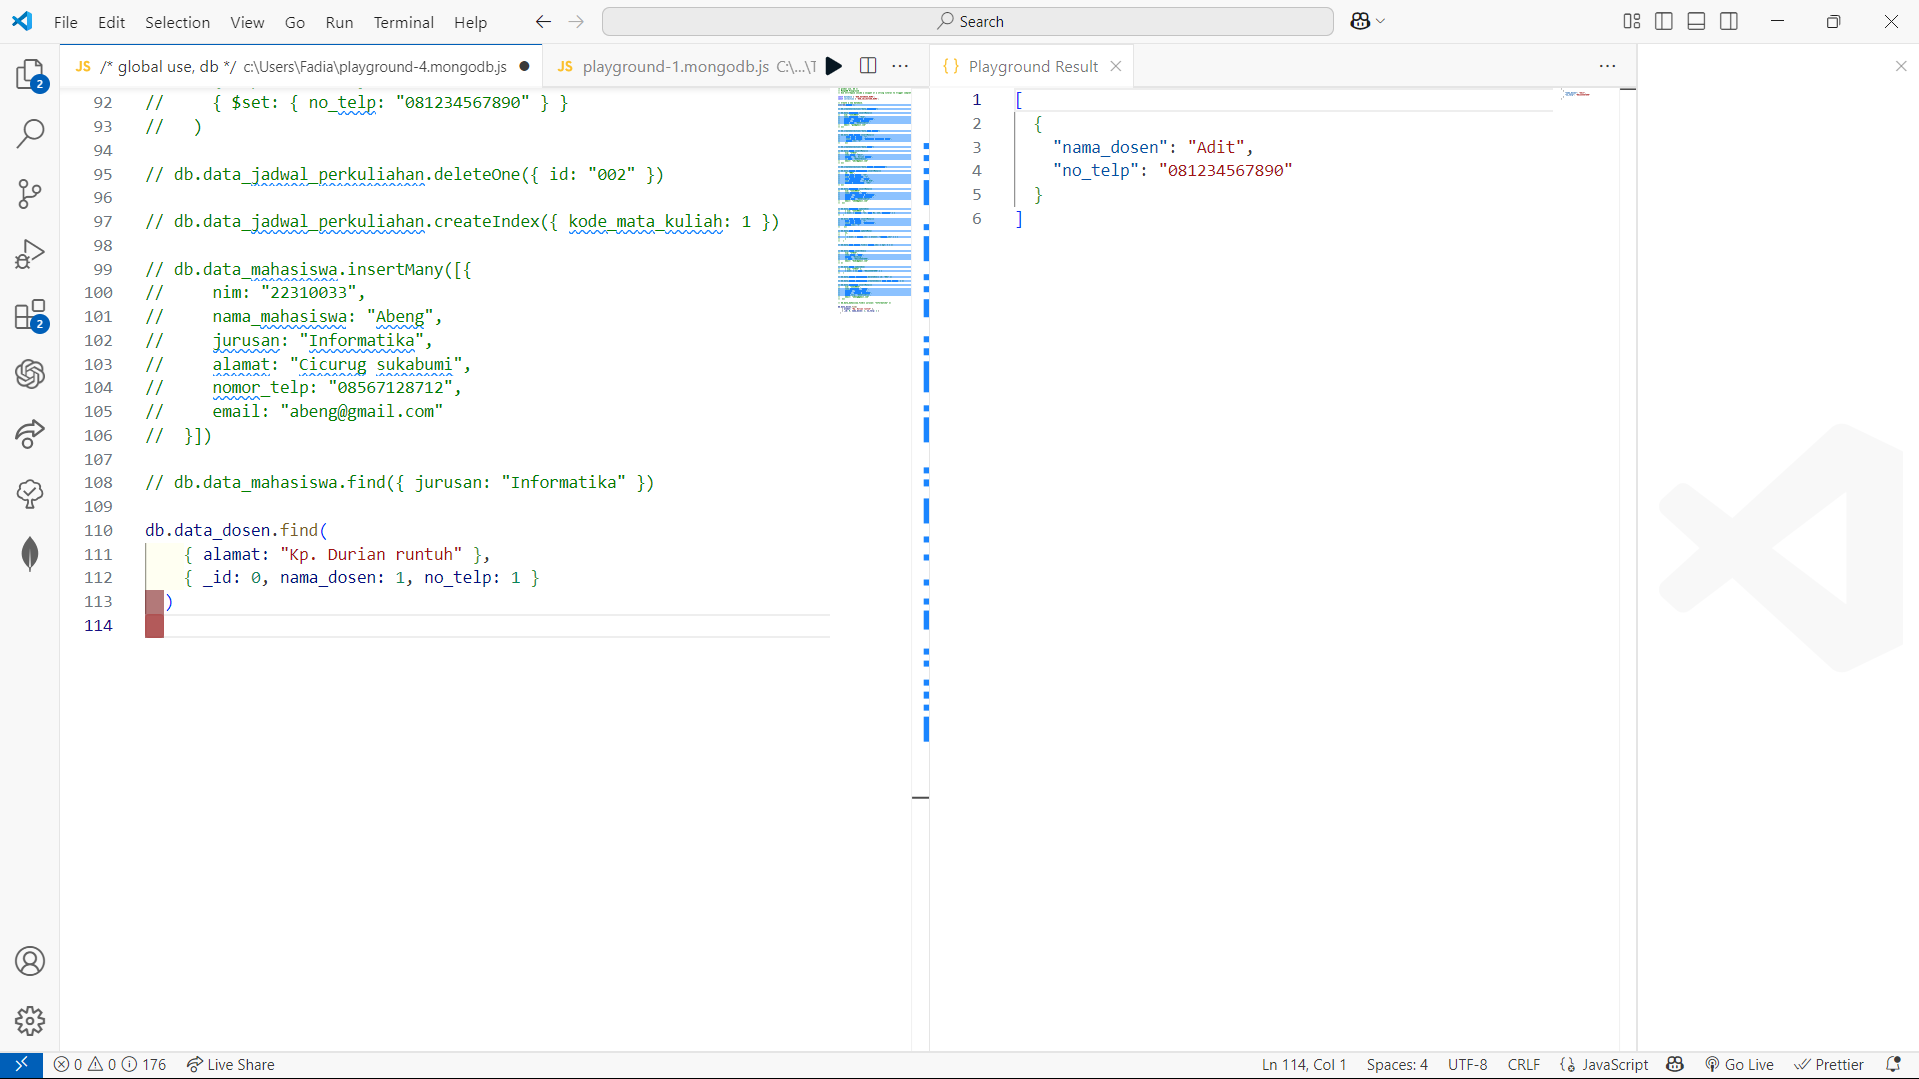 File Edit Selection View Go Run Terminal Help
Search
JS /* global use, db */ c:\Users\Fadia\playground-4.mongodb.js
JS playground-1.mongodb.js C:\...\T
{} Playground Result
92 // { $set: { no_telp: "081234567890" } }
93 // )
94
95 // db.data_jadwal_perkuliahan.deleteOne({ id: "002" })
96
97 // db.data_jadwal_perkuliahan.createIndex({ kode_mata_kuliah: 1 })
98
99 // db.data_mahasiswa.insertMany([{
100 // nim: "22310033",
101 // nama_mahasiswa: "Abeng",
102 // jurusan: "Informatika",
103 // alamat: "Cicurug sukabumi",
104 // nomor_telp: "08567128712",
105 // email: "abeng@gmail.com"
106 // }])
107
108 // db.data_mahasiswa.find({ jurusan: "Informatika" })
109
110 db.data_dosen.find(
111 { alamat: "Kp. Durian runtuh" },
112 { _id: 0, nama_dosen: 1, no_telp: 1 }
113 )
114
1 [
2 {
3 "nama_dosen": "Adit",
4 "no_telp": "081234567890"
5 }
6 ]
2
2
0 0 176 Live Share
Ln 114, Col 1 Spaces: 4 UTF-8 CRLF {} JavaScript Go Live Prettier